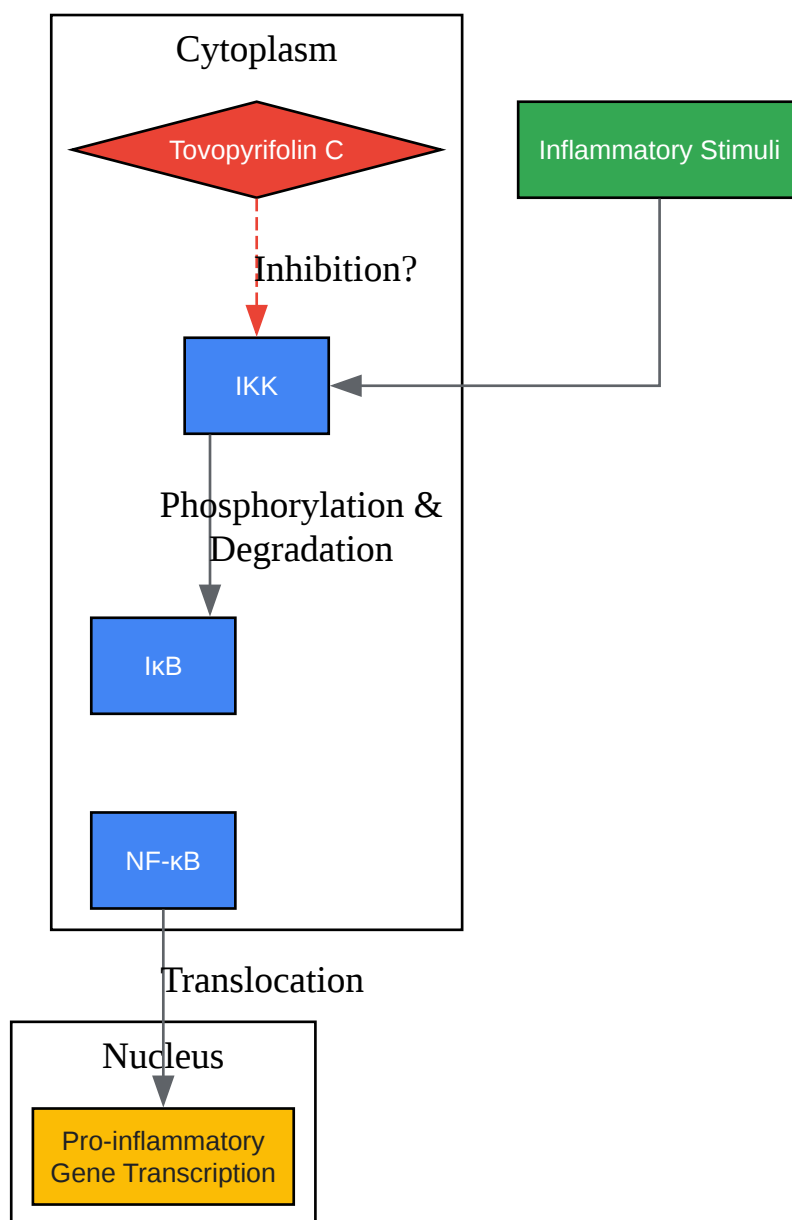 Cytoplasm
Tovopyrifolin C
Inflammatory Stimuli
Inhibition?
IKK
Phosphorylation &
Degradation
IκB
NF-κB
Translocation
Nucleus
Pro-inflammatory
Gene Transcription